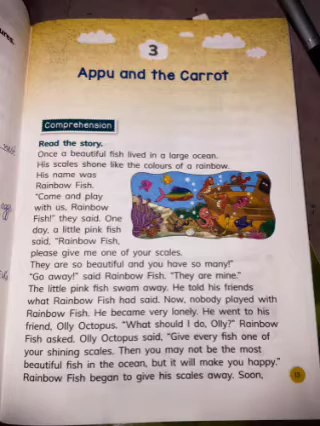 3
Appu and the Carrot
Comprehension
Read the story.
Once a beautiful fish lived in a large ocean.
His scales shone like the colours of a rainbow.
His name was
Rainbow Fish.
"Come and play
with us, Rainbow
Fish!" they said. One
day, a little pink fish
said, "Rainbow Fish,
please give me one of your scales.
They are so beautiful and you have so many!"
"Go away!" said Rainbow Fish. "They are mine."
The little pink fish swam away. He told his friends
what Rainbow Fish had said. Now, nobody played with
Rainbow Fish. He became very lonely. He went to his
friend, Olly Octopus. "What should I do, Olly?" Rainbow
Fish asked. Olly Octopus said, "Give every fish one of
your shining scales. Then you may not be the most
beautiful fish in the ocean, but it will make you happy."
Rainbow Fish began to give his scales away. Soon,